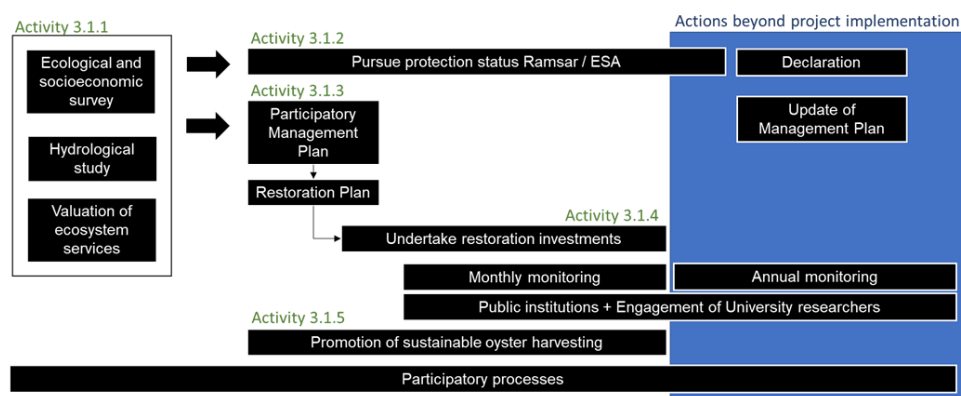 Activity 3.1.1
Ecological and
socioeconomic
survey
Hydrological
study
Valuation of
ecosystem
services
Activity 3.1.2
Pursue protection status Ramsar / ESA
Activity 3.1.3
Participatory
Management
Plan
Restoration Plan
Activity 3.1.4
Undertake restoration investments
Monthly monitoring
Public institutions + Engagement of University researchers
Activity 3.1.5
Promotion of sustainable oyster harvesting
Participatory processes
Actions beyond project implementation
Declaration
Update of
Management Plan
Annual monitoring